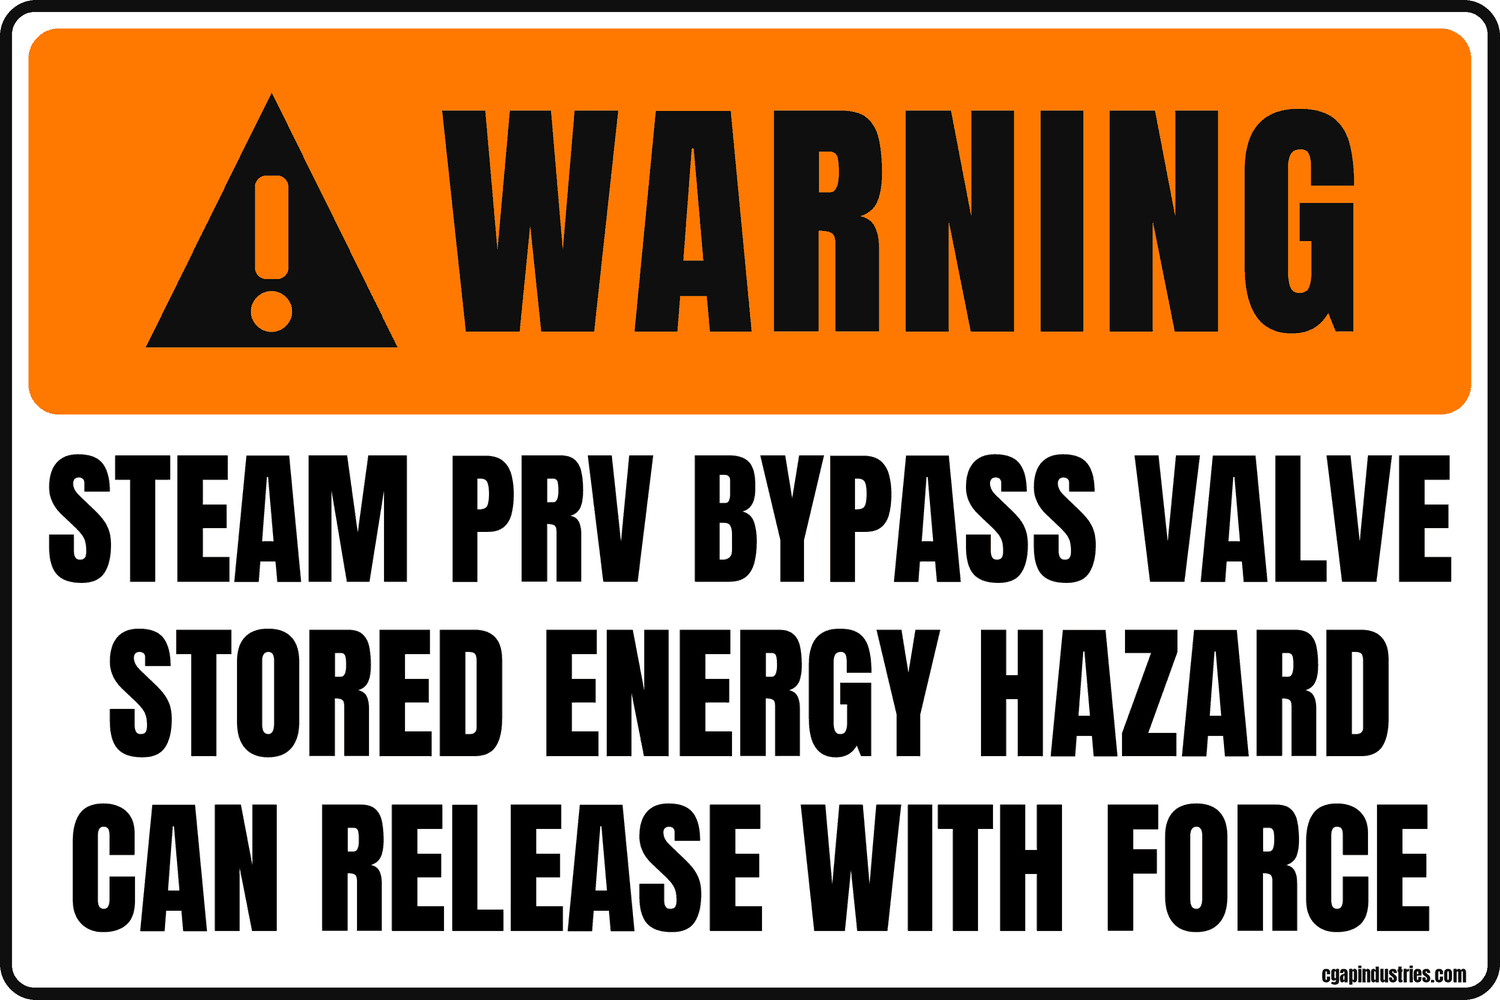 WARNING
STEAM PRV BYPASS VALVE
STORED ENERGY HAZARD
CAN RELEASE WITH FORCE
cgapindustries.com